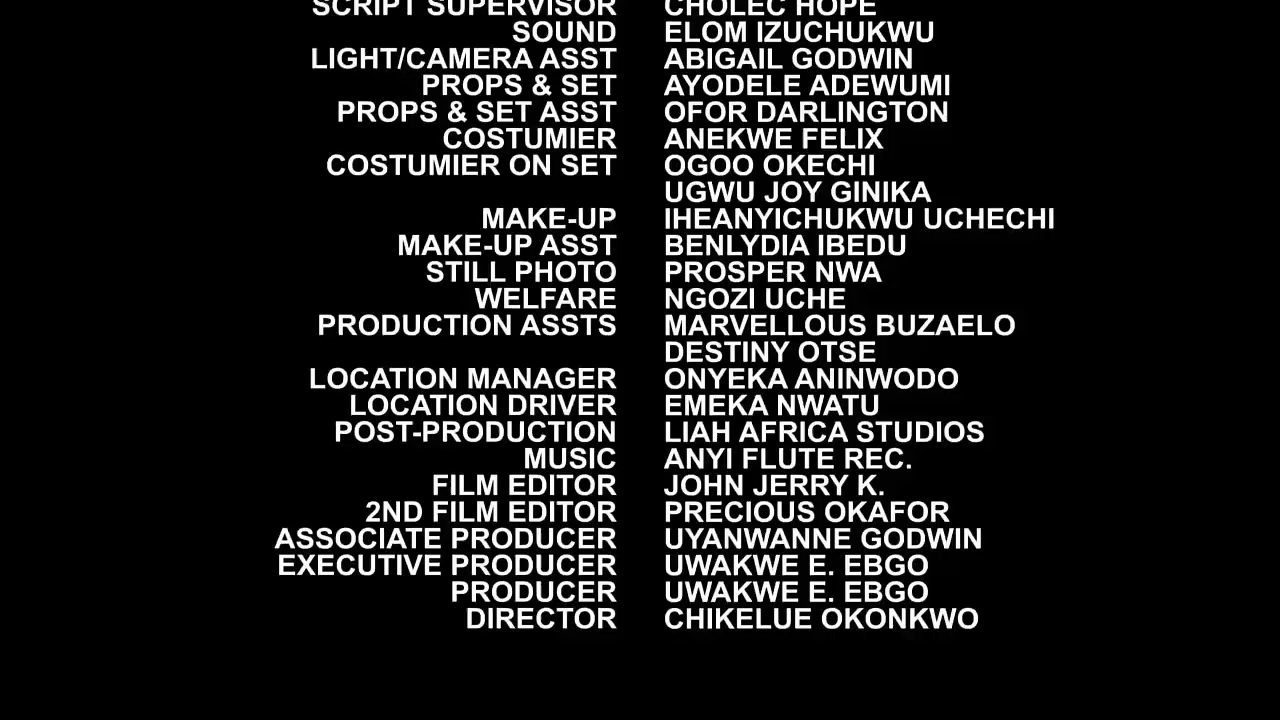 SCRIPT SUPERVISOR CHOLEC HOPE
SOUND ELOM IZUCHUKWU
LIGHT/CAMERA ASST ABIGAIL GODWIN
PROPS & SET AYODELE ADEWUMI
PROPS & SET ASST OFOR DARLINGTON
COSTUMIER ANEKWE FELIX
COSTUMIER ON SET OGOO OKECHI
UGWU JOY GINIKA
MAKE-UP IHEANYICHUKWU UCHECHI
MAKE-UP ASST BENLYDIA IBEDU
STILL PHOTO PROSPER NWA
WELFARE NGOZI UCHE
PRODUCTION ASSTS MARVELLOUS BUZAELO
DESTINY OTSE
LOCATION MANAGER ONYEKA ANINWODO
LOCATION DRIVER EMEKA NWATU
POST-PRODUCTION LIAH AFRICA STUDIOS
MUSIC ANYI FLUTE REC.
FILM EDITOR JOHN JERRY K.
2ND FILM EDITOR PRECIOUS OKAFOR
ASSOCIATE PRODUCER UYANWANNE GODWIN
EXECUTIVE PRODUCER UWAKWE E. EBGO
PRODUCER UWAKWE E. EBGO
DIRECTOR CHIKELUE OKONKWO